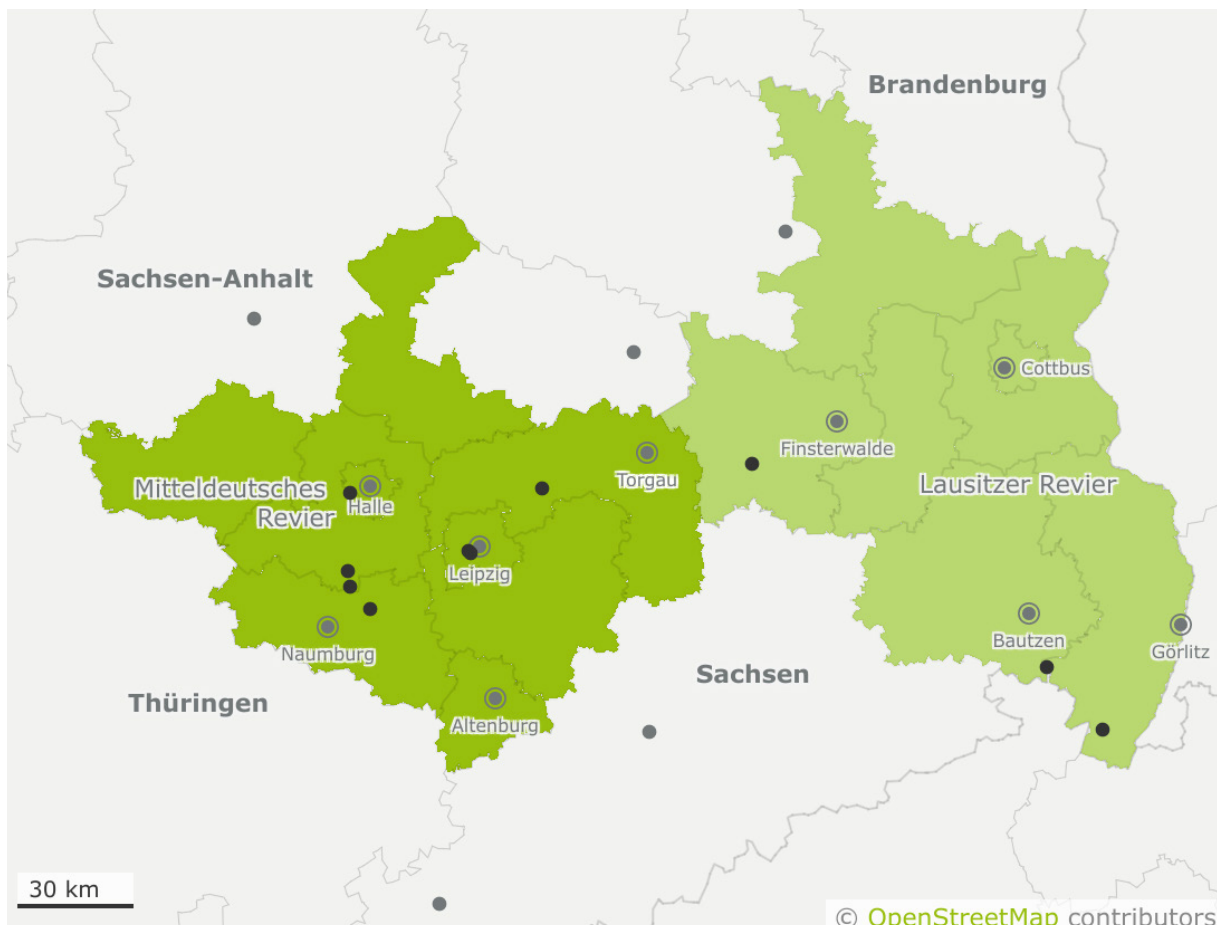 Brandenburg
Sachsen-Anhalt
Cottbus
Finsterwalde
Torgau
Mitteldeutsches
Revier
Halle
Lausitzer Revier
Leipzig
Naumburg
Bautzen
Görlitz
Sachsen
Thüringen
Altenburg
30 km
© OpenStreetMap contributors